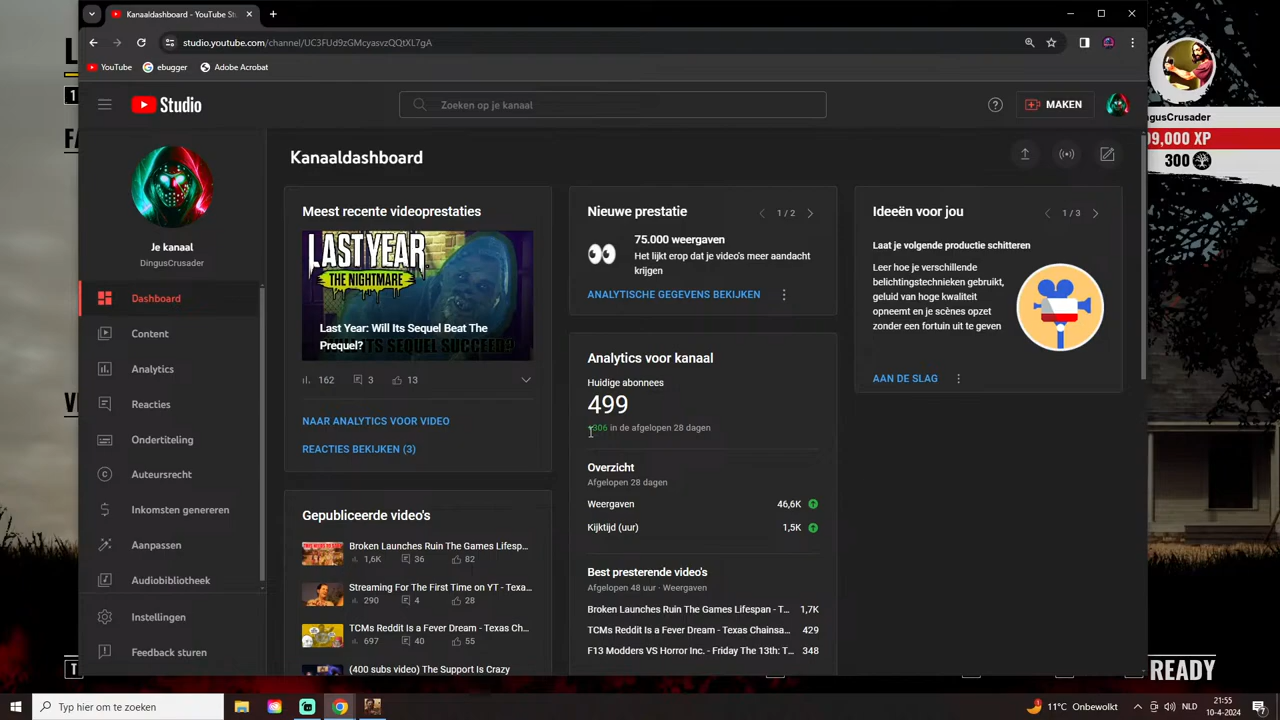 Kanaaldashboard - YouTube St
studio.youtube.com/channel/UC3FUd9zGMcyasvzQQtXL7gA
YouTube
ebugger
Adobe Acrobat
Studio
Zoeken op je kanaal
MAKEN
ngusCrusader
09,000 XP
300
Je kanaal
DingusCrusader
Dashboard
Content
Analytics
Reacties
Ondertiteling
Auteursrecht
Inkomsten genereren
Aanpassen
Audiobibliotheek
Instellingen
Feedback sturen
Kanaaldashboard
Meest recente videoprestaties
LAST YEAR
THE NIGHTMARE
Last Year: Will Its Sequel Beat The
Prequel?
162 3 13
NAAR ANALYTICS VOOR VIDEO
REACTIES BEKIJKEN (3)
Gepubliceerde video's
Broken Launches Ruin The Games Lifesp...
1,6K 36 82
Streaming For The First Time on YT - Texa...
290 4 28
TCMs Reddit Is a Fever Dream - Texas Ch...
697 40 55
(400 subs video) The Support Is Crazy
Nieuwe prestatie
1 / 2
75.000 weergaven
Het lijkt erop dat je video's meer aandacht
krijgen
ANALYTISCHE GEGEVENS BEKIJKEN
Analytics voor kanaal
Huidige abonnees
499
+306 in de afgelopen 28 dagen
Overzicht
Afgelopen 28 dagen
Weergaven 46,6K
Kijktijd (uur) 1,5K
Best presterende video's
Afgelopen 48 uur · Weergaven
Broken Launches Ruin The Games Lifespan - T... 1,7K
TCMs Reddit Is a Fever Dream - Texas Chainsa... 429
F13 Modders VS Horror Inc. - Friday The 13th: T... 348
Ideeën voor jou
1 / 3
Laat je volgende productie schitteren
Leer hoe je verschillende
belichtingstechnieken gebruikt,
geluid van hoge kwaliteit
opneemt en je scènes opzet
zonder een fortuin uit te geven
AAN DE SLAG
READY
Typ hier om te zoeken
11°C Onbewolkt
NLD
21:55
10-4-2024
7